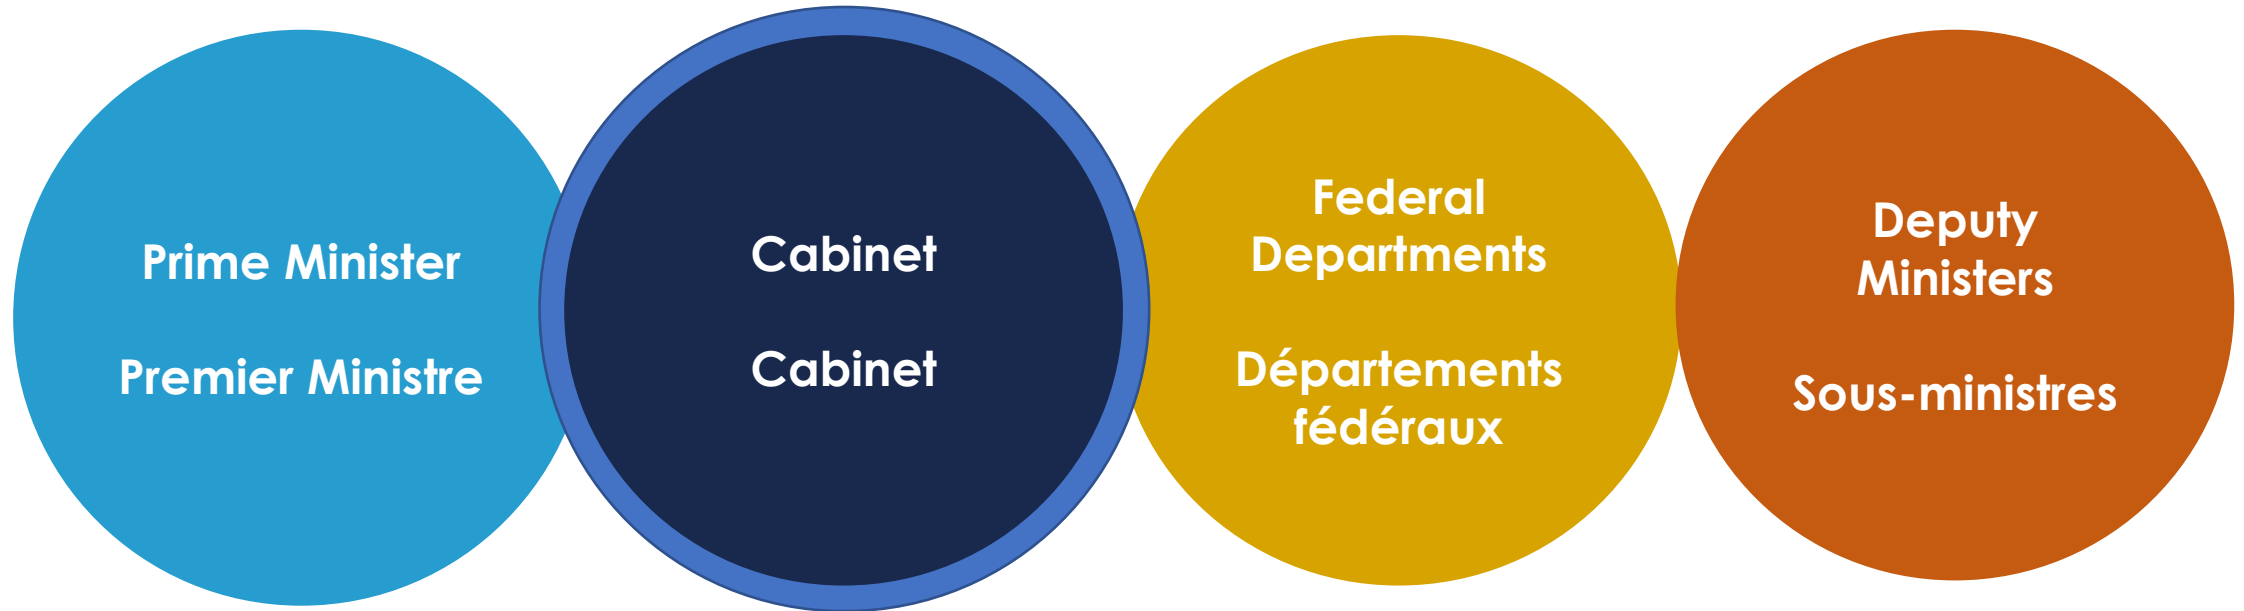 Prime Minister
Premier Ministre
Cabinet
Cabinet
Federal
Departments
Départements
fédéraux
Deputy
Ministers
Sous-ministres